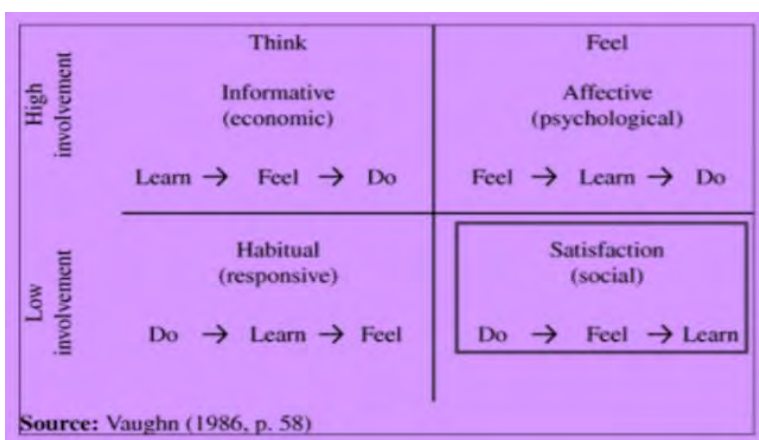 Think Feel
High
involvement
Informative
(economic)
Affective
(psychological)
Learn → Feel → Do
Feel → Learn → Do
Low
involvement
Habitual
(responsive)
Satisfaction
(social)
Do → Learn → Feel
Do → Feel → Learn
Source: Vaughn (1986, p. 58)